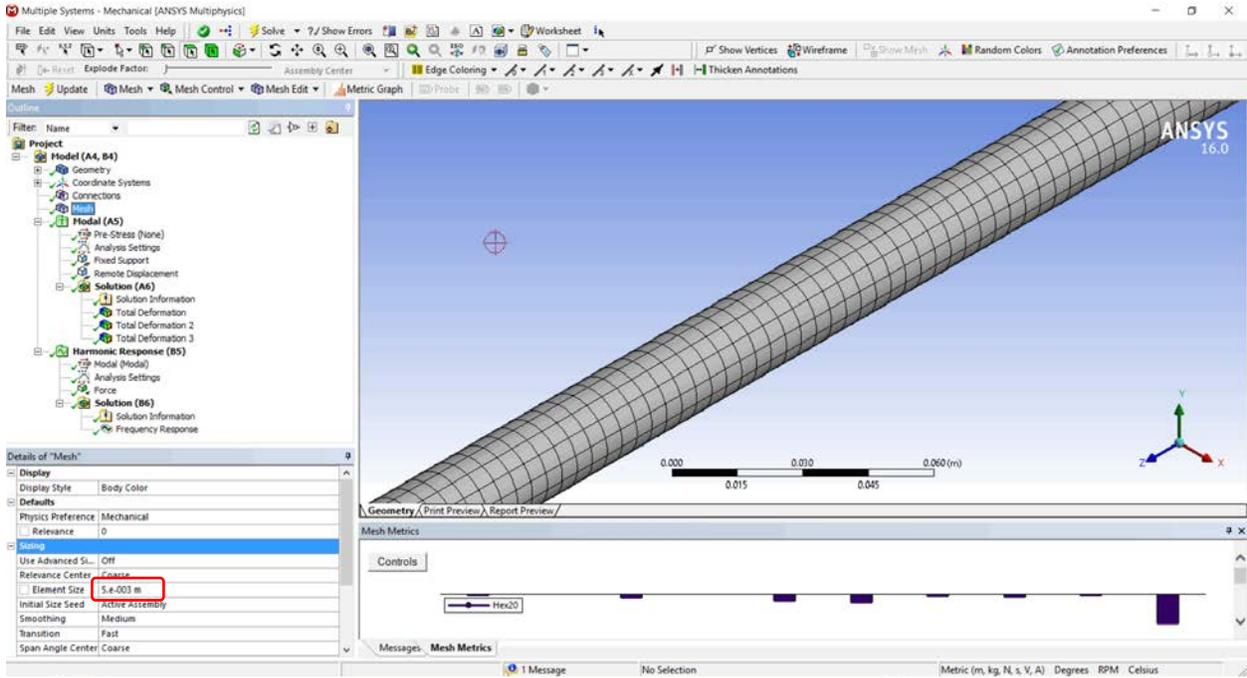 Multiple Systems - Mechanical [ANSYS Multiphysics]
File Edit View Units Tools Help Solve ?/ Show Errors Worksheet
Show Vertices Wireframe Show Mesh Random Colors Annotation Preferences
Reset Explode Factor: Assembly Center Edge Coloring Thicken Annotations
Mesh Update Mesh Mesh Control Mesh Edit Metric Graph Probe
Outline
Filter: Name
Project
Model (A4, B4)
Geometry
Coordinate Systems
Connections
Mesh
Modal (A5)
Pre-Stress (None)
Analysis Settings
Fixed Support
Remote Displacement
Solution (A6)
Solution Information
Total Deformation
Total Deformation 2
Total Deformation 3
Harmonic Response (B5)
Modal (Modal)
Analysis Settings
Force
Solution (B6)
Solution Information
Frequency Response
ANSYS
16.0
Y
Z X
0.000 0.030 0.060 (m)
0.015 0.045
Geometry Print Preview Report Preview
Details of "Mesh"
Display
Display Style Body Color
Defaults
Physics Preference Mechanical
Relevance 0
Sizing
Use Advanced Si... Off
Relevance Center Coarse
Element Size 5.e-003 m
Initial Size Seed Active Assembly
Smoothing Medium
Transition Fast
Span Angle Center Coarse
Mesh Metrics
Controls
Hex20
Messages Mesh Metrics
1 Message No Selection Metric (m, kg, N, s, V, A) Degrees RPM Celsius